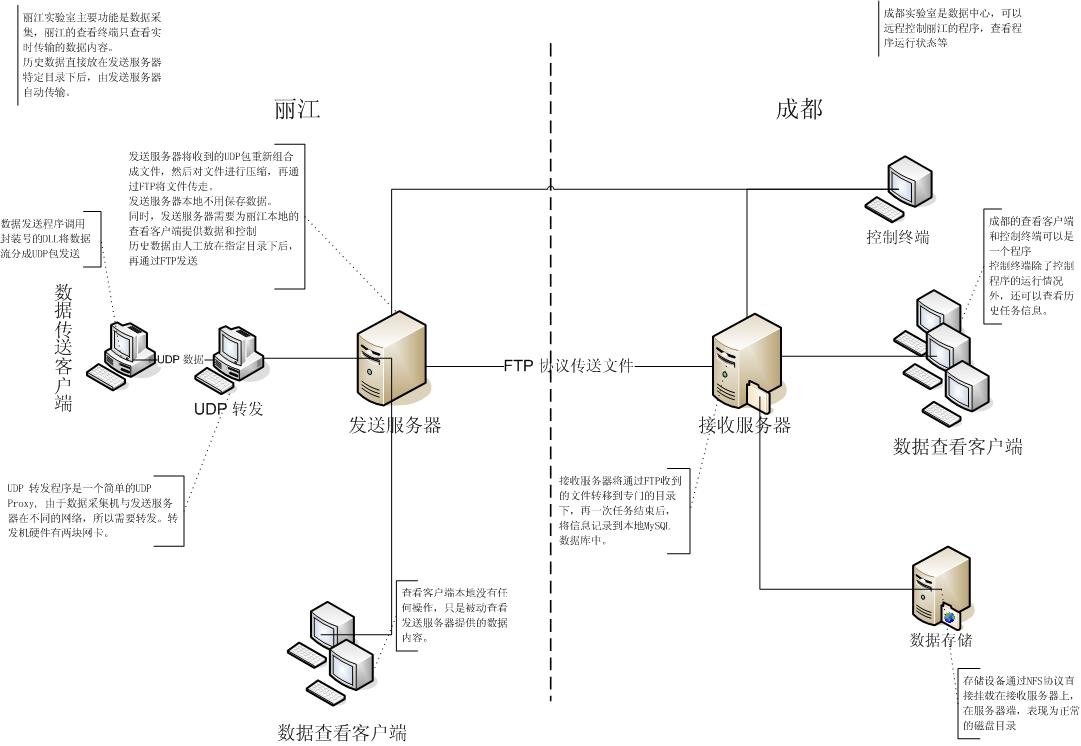 丽江实验室主要功能是数据采
集，丽江的查看终端只查看实
时传输的数据内容。
历史数据直接放在发送服务器
特定目录下后，由发送服务器
自动传输。
成都实验室是数据中心，可以
远程控制丽江的程序，查看程
序运行状态等
丽江
成都
发送服务器将收到的UDP包重新组合
成文件，然后对文件进行压缩，再通
过FTP将文件传走。
发送服务器本地不用保存数据。
同时，发送服务器需要为丽江本地的
查看客户端提供数据和控制
历史数据由人工放在指定目录下后，
再通过FTP发送
数据发送程序调用
封装号的DLL将数据
流分成UDP包发送
控制终端
成都的查看客户端
和控制终端可以是
一个程序
控制终端除了控制
程序的运行情况
外，还可以查看历
史任务信息。
数据传送客户端
UDP 数据
UDP 转发
发送服务器
FTP 协议传送文件
接收服务器
数据查看客户端
UDP 转发程序是一个简单的UDP
Proxy, 由于数据采集机与发送服务
器在不同的网络，所以需要转发。转
发机硬件有两块网卡。
接收服务器将通过FTP收到
的文件转移到专门的目录
下，再一次任务结束后，
将信息记录到本地MySQL
数据库中。
查看客户端本地没有任
何操作，只是被动查看
发送服务器提供的数据
内容。
数据查看客户端
数据存储
存储设备通过NFS协议直
接挂载在接收服务器上，
在服务器端，表现为正常
的磁盘目录